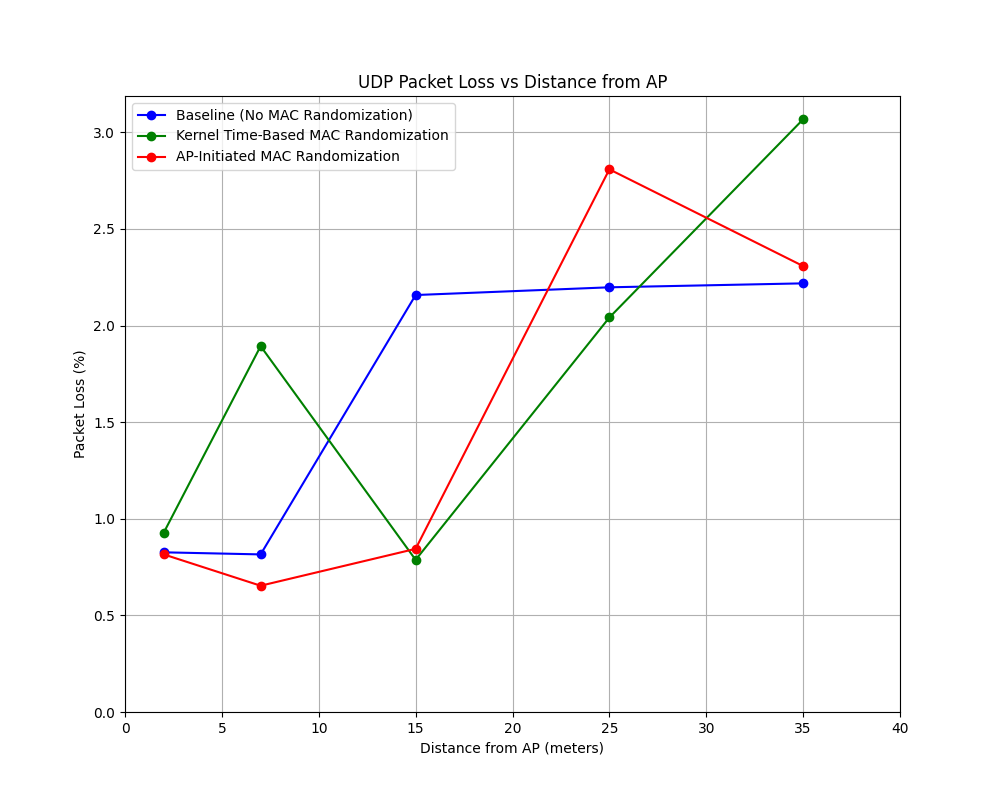 UDP Packet Loss vs Distance from AP
Baseline (No MAC Randomization)
Kernel Time-Based MAC Randomization
AP-Initiated MAC Randomization
Packet Loss (%)
3.0
2.5
2.0
1.5
1.0
0.5
0.0
0 5 10 15 20 25 30 35 40
Distance from AP (meters)